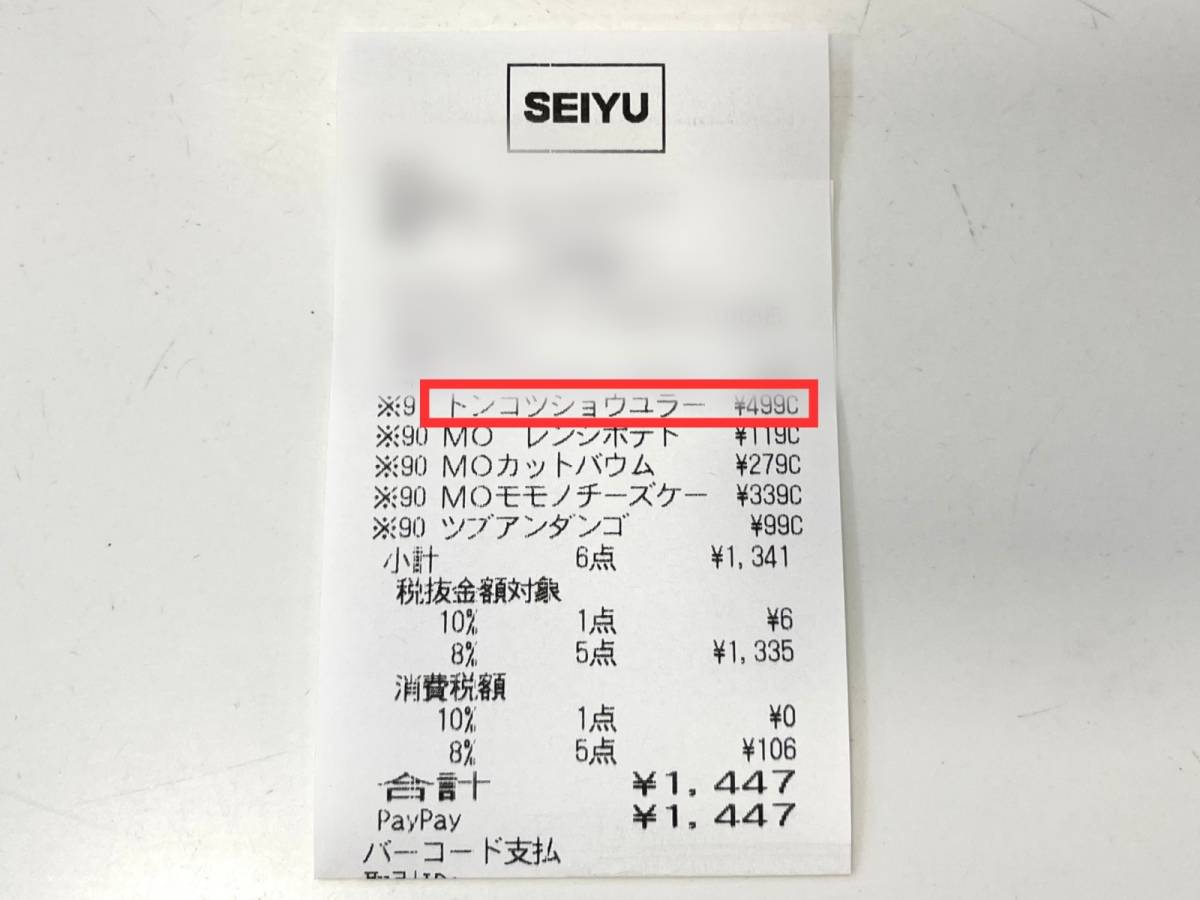 SEIYU
※9 トンコツショウユラー ¥499C
※90 MO レンジポテト ¥119C
※90 MOカットバウム ¥279C
※90 MOモモノチーズケー ¥339C
※90 ツブアンダンゴ ¥99C
小計 6点 ¥1,341
税抜金額対象
10% 1点 ¥6
8% 5点 ¥1,335
消費税額
10% 1点 ¥0
8% 5点 ¥106
合計 ¥1,447
PayPay ¥1,447
バーコード支払